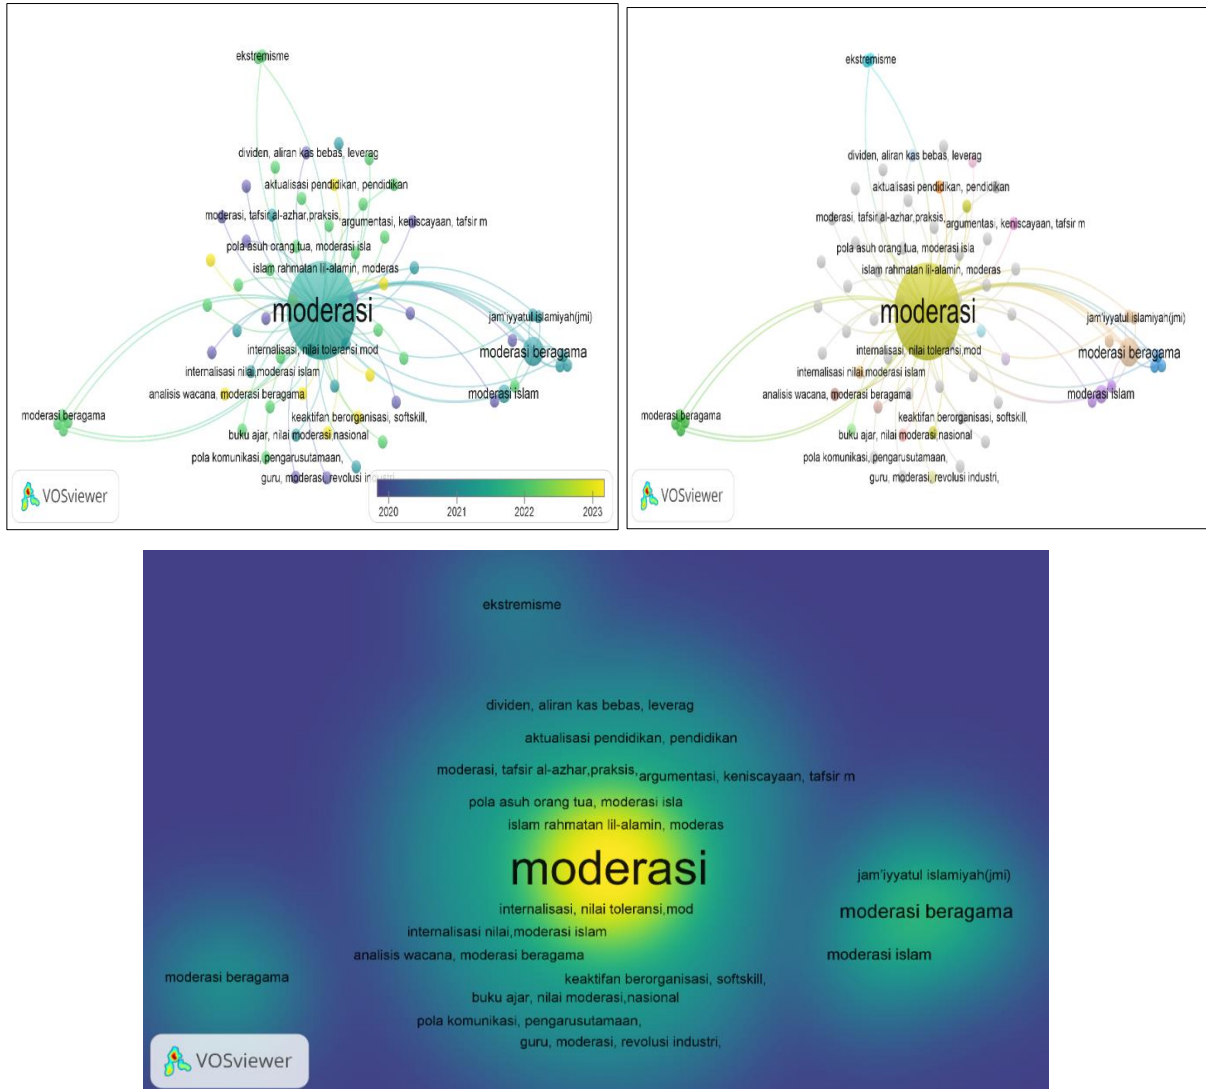 ekstremisme
dividen, aliran kas bebas, leverag
aktualisasi pendidikan, pendidikan
moderasi, tafsir al-azhar,praksis,
argumentasi, keniscayaan, tafsir m
pola asuh orang tua, moderasi isla
islam rahmatan lil-alamin, moderas
moderasi
jam'iyyatul islamiyah(jmi)
moderasi beragama
internalisasi, nilai toleransi,mod
internalisasi nilai,moderasi islam
analisis wacana, moderasi beragama
moderasi islam
moderasi beragama
keaktifan berorganisasi, softskill,
buku ajar, nilai moderasi,nasional
pola komunikasi, pengarusutamaan,
guru, moderasi, revolusi industri,
VOSviewer
2020
2021
2022
2023
ekstremisme
dividen, aliran kas bebas, leverag
aktualisasi pendidikan, pendidikan
moderasi, tafsir al-azhar,praksis,
argumentasi, keniscayaan, tafsir m
pola asuh orang tua, moderasi isla
islam rahmatan lil-alamin, moderas
moderasi
jam'iyyatul islamiyah(jmi)
moderasi beragama
internalisasi, nilai toleransi,mod
internalisasi nilai,moderasi islam
analisis wacana, moderasi beragama
moderasi islam
moderasi beragama
keaktifan berorganisasi, softskill,
buku ajar, nilai moderasi,nasional
pola komunikasi, pengarusutamaan,
guru, moderasi, revolusi industri,
VOSviewer
ekstremisme
dividen, aliran kas bebas, leverag
aktualisasi pendidikan, pendidikan
moderasi, tafsir al-azhar,praksis,
argumentasi, keniscayaan, tafsir m
pola asuh orang tua, moderasi isla
islam rahmatan lil-alamin, moderas
moderasi
jam'iyyatul islamiyah(jmi)
internalisasi, nilai toleransi,mod
moderasi beragama
internalisasi nilai,moderasi islam
analisis wacana, moderasi beragama
moderasi islam
moderasi beragama
keaktifan berorganisasi, softskill,
buku ajar, nilai moderasi,nasional
pola komunikasi, pengarusutamaan,
guru, moderasi, revolusi industri,
VOSviewer